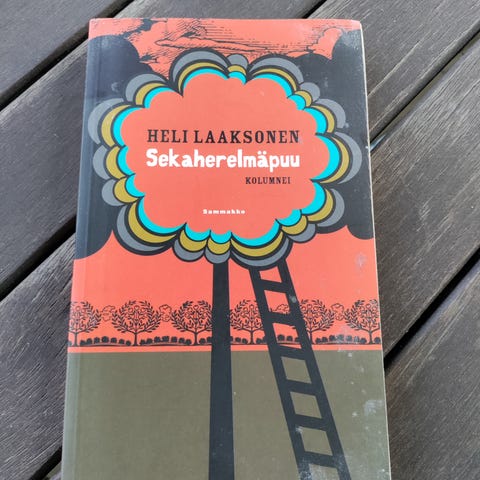 HELI LAAKSONEN
Sekaherelmäpuu
KOLUMNEI
Sammakko